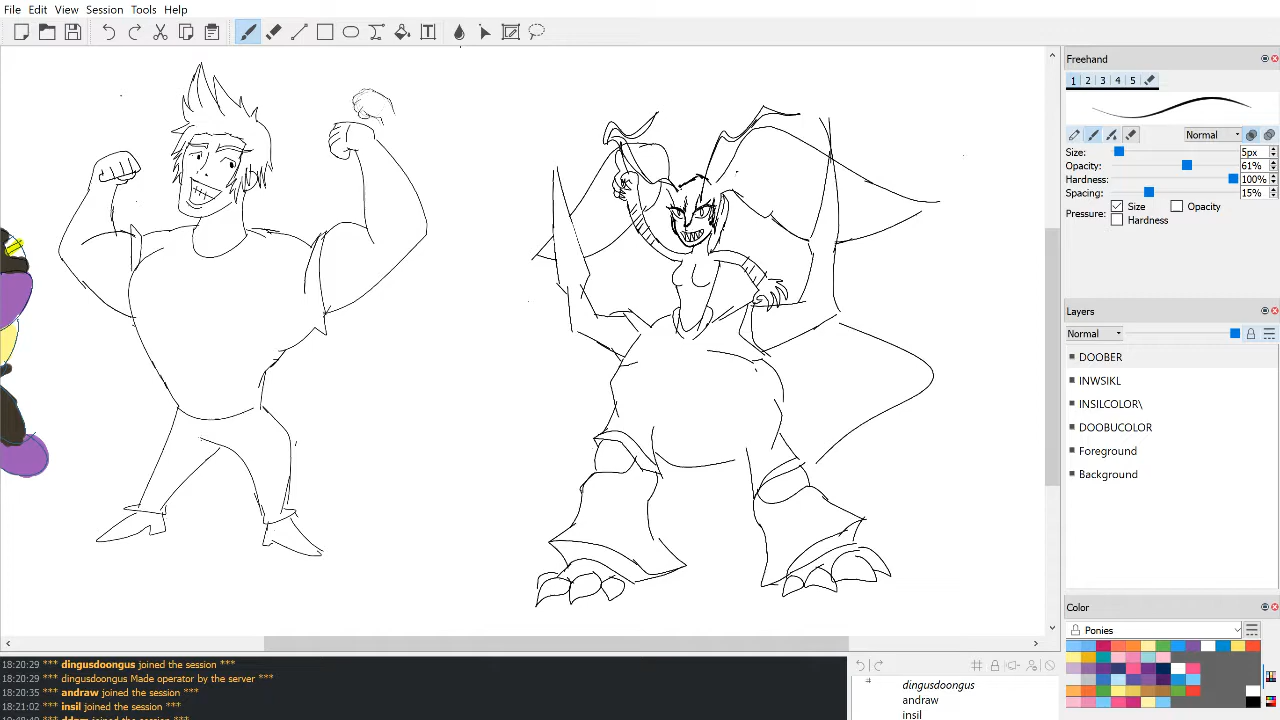 File Edit View Session Tools Help
Freehand
1 2 3 4 5
Normal
Size: 5px
Opacity: 61%
Hardness: 100%
Spacing: 15%
Pressure: Size Opacity
Hardness
Layers
Normal
DOOBER
INWSIKL
INSILCOLOR\
DOOBUCOLOR
Foreground
Background
Color
Ponies
18:20:29 *** dingusdoongus joined the session ***
18:20:29 *** dingusdoongus Made operator by the server ***
18:20:35 *** andraw joined the session ***
18:21:02 *** insil joined the session ***
dingusdoongus
andraw
insil